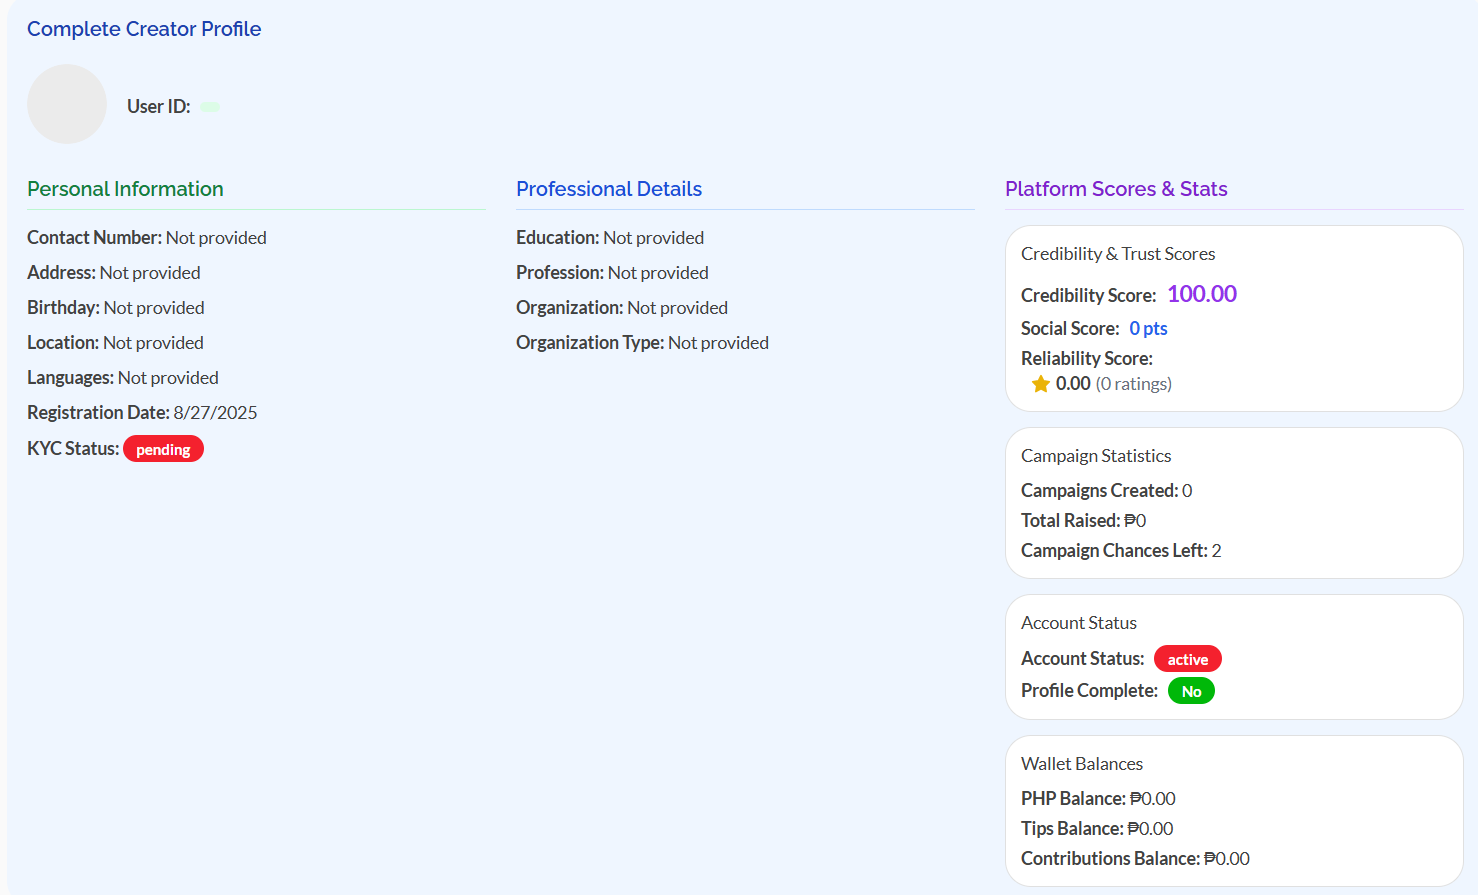 Complete Creator Profile
User ID:
Personal Information
Contact Number: Not provided
Address: Not provided
Birthday: Not provided
Location: Not provided
Languages: Not provided
Registration Date: 8/27/2025
KYC Status: pending
Professional Details
Education: Not provided
Profession: Not provided
Organization: Not provided
Organization Type: Not provided
Platform Scores & Stats
Credibility & Trust Scores
Credibility Score: 100.00
Social Score: 0 pts
Reliability Score:
0.00 (0 ratings)
Campaign Statistics
Campaigns Created: 0
Total Raised: ₱0
Campaign Chances Left: 2
Account Status
Account Status: active
Profile Complete: No
Wallet Balances
PHP Balance: ₱0.00
Tips Balance: ₱0.00
Contributions Balance: ₱0.00